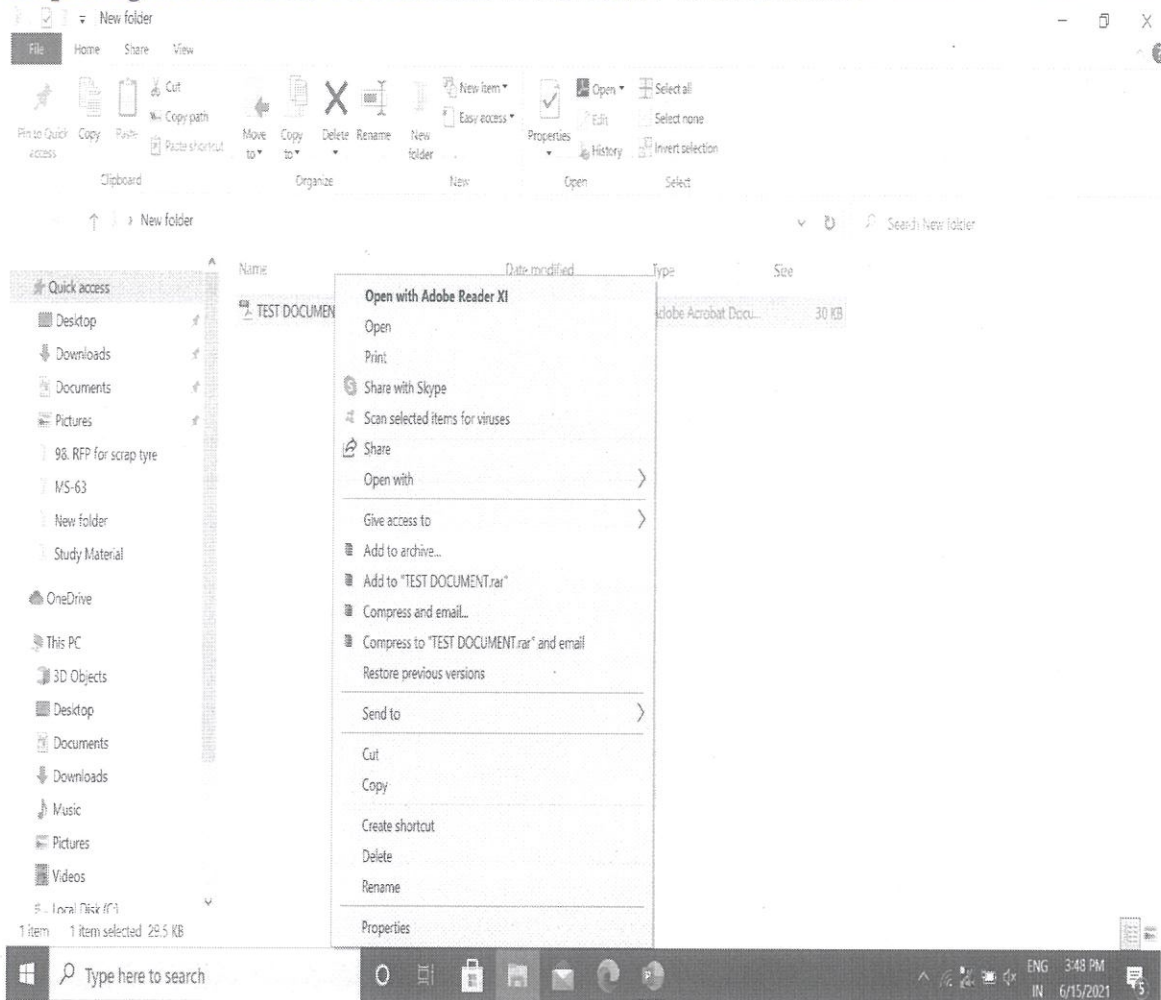 New folder
File Home Share View
Pin to Quick access
Copy
Paste
Cut
Copy path
Paste shortcut
Move to
Copy to
Delete
Rename
New folder
New item
Easy access
Properties
Open
Edit
History
Select all
Select none
Invert selection
Clipboard Organize New Open Select
New folder
Search New folder
Name Date modified Type Size
TEST DOCUMEN
dobe Acrobat Docu... 30 KB
Quick access
Desktop
Downloads
Documents
Pictures
98. RFP for scrap tyre
MS-63
New folder
Study Material
OneDrive
This PC
3D Objects
Desktop
Documents
Downloads
Music
Pictures
Videos
Local Disk (C:)
Open with Adobe Reader XI
Open
Print
Share with Skype
Scan selected items for viruses
Share
Open with
Give access to
Add to archive...
Add to "TEST DOCUMENT.rar"
Compress and email...
Compress to "TEST DOCUMENT.rar" and email
Restore previous versions
Send to
Cut
Copy
Create shortcut
Delete
Rename
Properties
1 item 1 item selected 29.5 KB
Type here to search
ENG 3:48 PM
IN 6/15/2021
5